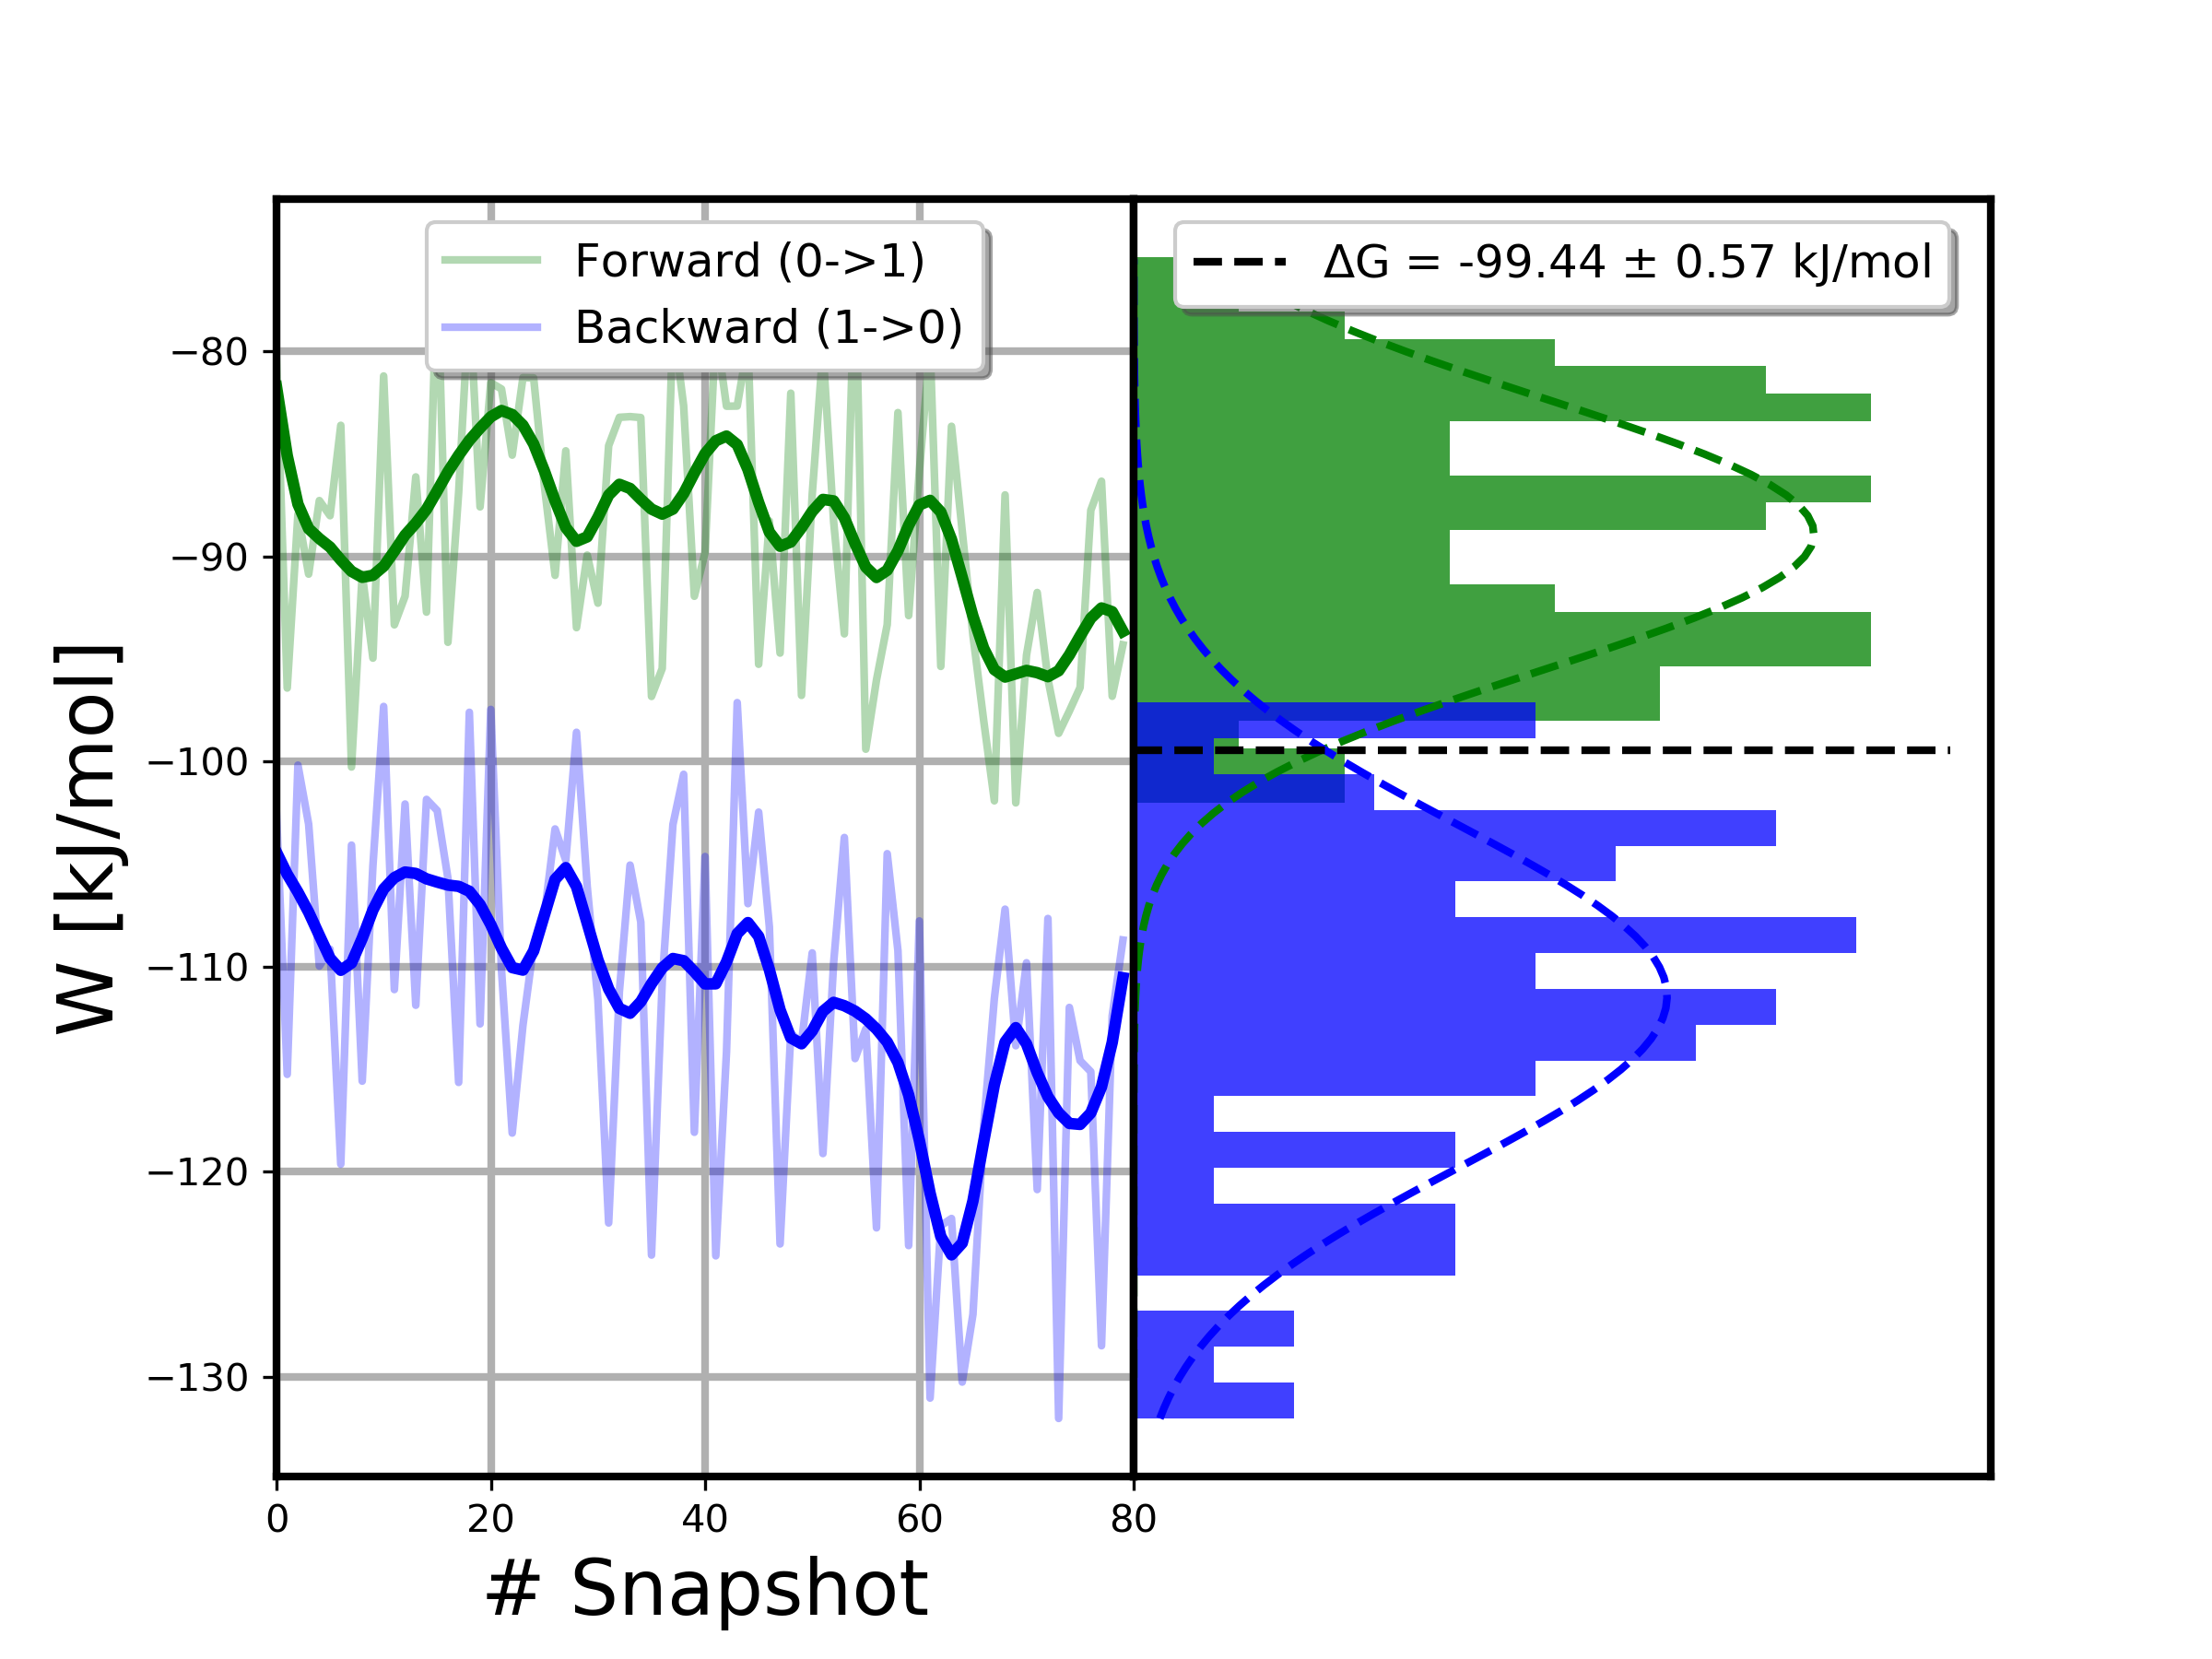 Forward (0->1)
Backward (1->0)
ΔG = -99.44 ± 0.57 kJ/mol
W [kJ/mol]
−80
−90
−100
−110
−120
−130
0 20 40 60 80
# Snapshot